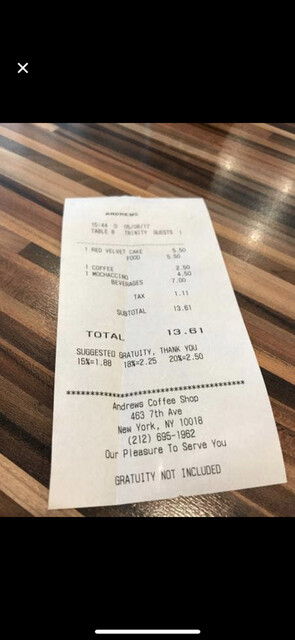 ANDREWS
15:44 0 05/08/17
TABLE 8 TRINITY GUESTS 1
1 RED VELVET CAKE 5.50
FOOD 5.50
1 COFFEE 2.50
1 MOCHACCINO 4.50
BEVERAGES 7.00
TAX 1.11
SUBTOTAL 13.61
TOTAL 13.61
SUGGESTED GRATUITY, THANK YOU
15%=1.88 18%=2.25 20%=2.50
Andrews Coffee Shop
463 7th Ave
New York, NY 10018
(212) 695-1962
Our Pleasure To Serve You
GRATUITY NOT INCLUDED